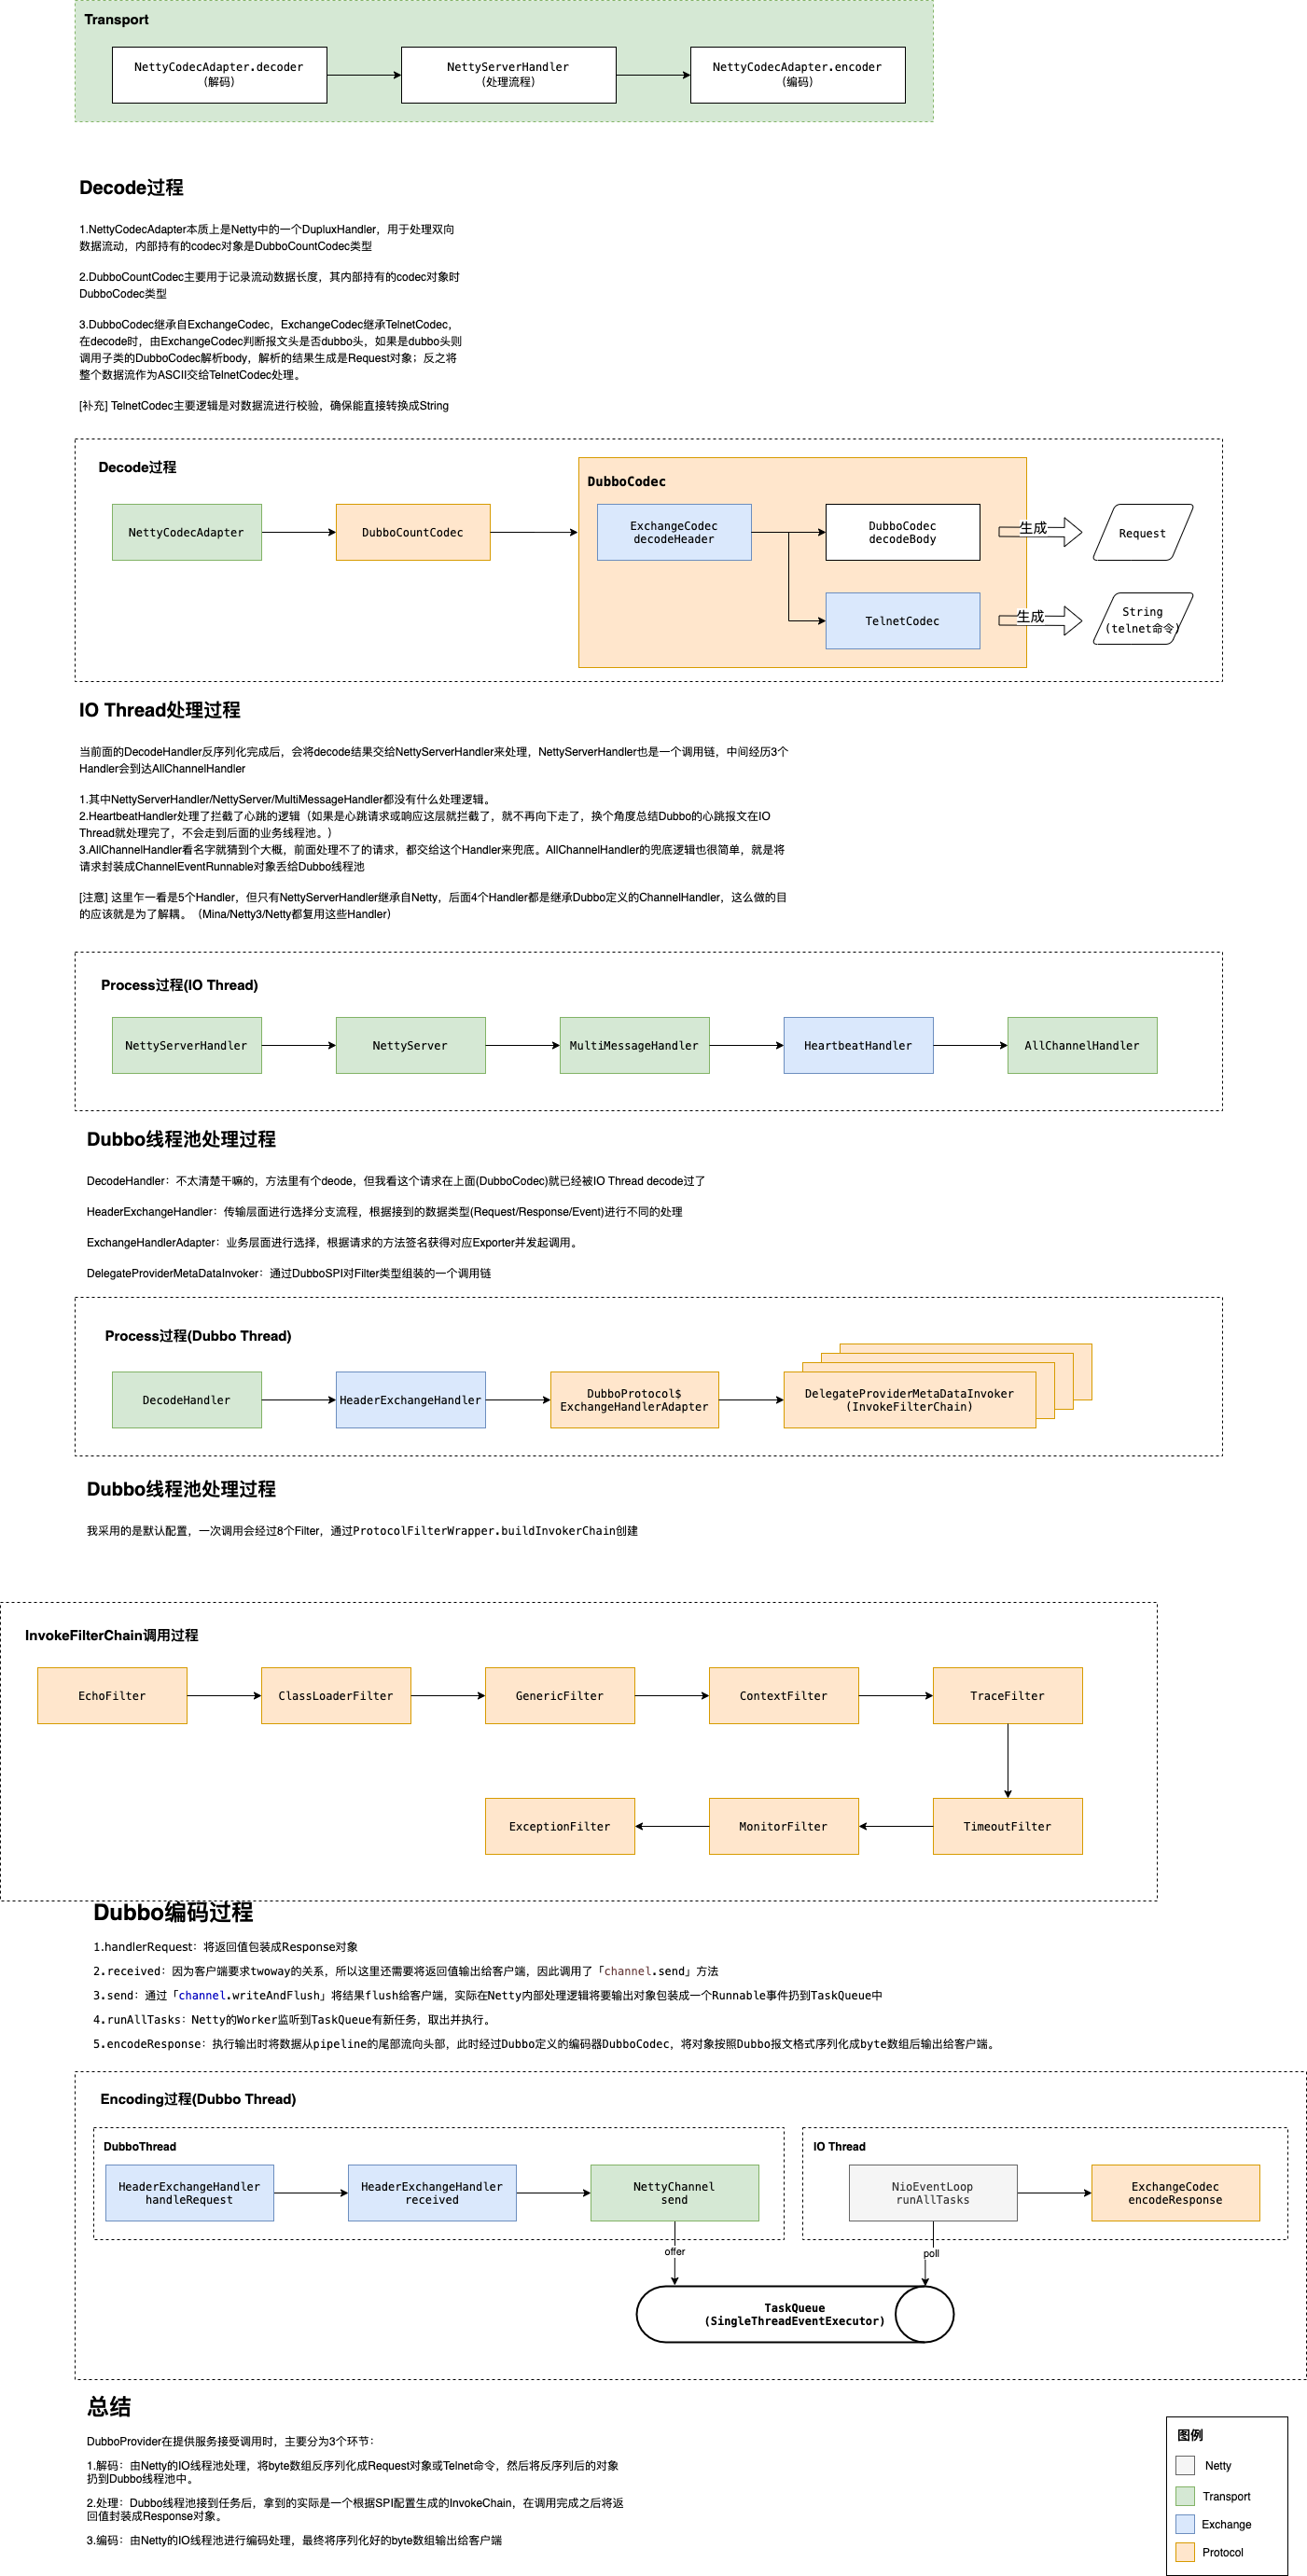 Transport
NettyCodecAdapter.decoder
（解码）
NettyServerHandler
（处理流程）
NettyCodecAdapter.encoder
（编码）
Decode过程
1.NettyCodecAdapter本质上是Netty中的一个DupluxHandler，用于处理双向
数据流动，内部持有的codec对象是DubboCountCodec类型
2.DubboCountCodec主要用于记录流动数据长度，其内部持有的codec对象时
DubboCodec类型
3.DubboCodec继承自ExchangeCodec，ExchangeCodec继承TelnetCodec，
在decode时，由ExchangeCodec判断报文头是否dubbo头，如果是dubbo头则
调用子类的DubboCodec解析body，解析的结果生成是Request对象；反之将
整个数据流作为ASCII交给TelnetCodec处理。
[补充] TelnetCodec主要逻辑是对数据流进行校验，确保能直接转换成String
Decode过程
NettyCodecAdapter
DubboCountCodec
DubboCodec
ExchangeCodec
decodeHeader
DubboCodec
decodeBody
生成
Request
TelnetCodec
生成
String
(telnet命令)
IO Thread处理过程
当前面的DecodeHandler反序列化完成后，会将decode结果交给NettyServerHandler来处理，NettyServerHandler也是一个调用链，中间经历3个
Handler会到达AllChannelHandler
1.其中NettyServerHandler/NettyServer/MultiMessageHandler都没有什么处理逻辑。
2.HeartbeatHandler处理了拦截了心跳的逻辑（如果是心跳请求或响应这层就拦截了，就不再向下走了，换个角度总结Dubbo的心跳报文在IO
Thread就处理完了，不会走到后面的业务线程池。）
3.AllChannelHandler看名字就猜到个大概，前面处理不了的请求，都交给这个Handler来兜底。AllChannelHandler的兜底逻辑也很简单，就是将
请求封装成ChannelEventRunnable对象丢给Dubbo线程池
[注意] 这里乍一看是5个Handler，但只有NettyServerHandler继承自Netty，后面4个Handler都是继承Dubbo定义的ChannelHandler，这么做的目
的应该就是为了解耦。（Mina/Netty3/Netty都复用这些Handler）
Process过程(IO Thread)
NettyServerHandler
NettyServer
MultiMessageHandler
HeartbeatHandler
AllChannelHandler
Dubbo线程池处理过程
DecodeHandler：不太清楚干嘛的，方法里有个deode，但我看这个请求在上面(DubboCodec)就已经被IO Thread decode过了
HeaderExchangeHandler：传输层面进行选择分支流程，根据接到的数据类型(Request/Response/Event)进行不同的处理
ExchangeHandlerAdapter：业务层面进行选择，根据请求的方法签名获得对应Exporter并发起调用。
DelegateProviderMetaDataInvoker：通过DubboSPI对Filter类型组装的一个调用链
Process过程(Dubbo Thread)
DecodeHandler
HeaderExchangeHandler
DubboProtocol$
ExchangeHandlerAdapter
DelegateProviderMetaDataInvoker
(InvokeFilterChain)
Dubbo线程池处理过程
我采用的是默认配置，一次调用会经过8个Filter，通过ProtocolFilterWrapper.buildInvokerChain创建
InvokeFilterChain调用过程
EchoFilter
ClassLoaderFilter
GenericFilter
ContextFilter
TraceFilter
ExceptionFilter
MonitorFilter
TimeoutFilter
Dubbo编码过程
1.handlerRequest：将返回值包装成Response对象
2.received：因为客户端要求twoway的关系，所以这里还需要将返回值输出给客户端，因此调用了「channel.send」方法
3.send：通过「channel.writeAndFlush」将结果flush给客户端，实际在Netty内部处理逻辑将要输出对象包装成一个Runnable事件扔到TaskQueue中
4.runAllTasks：Netty的Worker监听到TaskQueue有新任务，取出并执行。
5.encodeResponse：执行输出时将数据从pipeline的尾部流向头部，此时经过Dubbo定义的编码器DubboCodec，将对象按照Dubbo报文格式序列化成byte数组后输出给客户端。
Encoding过程(Dubbo Thread)
DubboThread
HeaderExchangeHandler
handleRequest
HeaderExchangeHandler
received
NettyChannel
send
IO Thread
NioEventLoop
runAllTasks
ExchangeCodec
encodeResponse
offer
poll
TaskQueue
(SingleThreadEventExecutor)
总结
DubboProvider在提供服务接受调用时，主要分为3个环节：
1.解码：由Netty的IO线程池处理，将byte数组反序列化成Request对象或Telnet命令，然后将反序列后的对象
扔到Dubbo线程池中。
2.处理：Dubbo线程池接到任务后，拿到的实际是一个根据SPI配置生成的InvokeChain，在调用完成之后将返
回值封装成Response对象。
3.编码：由Netty的IO线程池进行编码处理，最终将序列化好的byte数组输出给客户端
图例
Netty
Transport
Exchange
Protocol